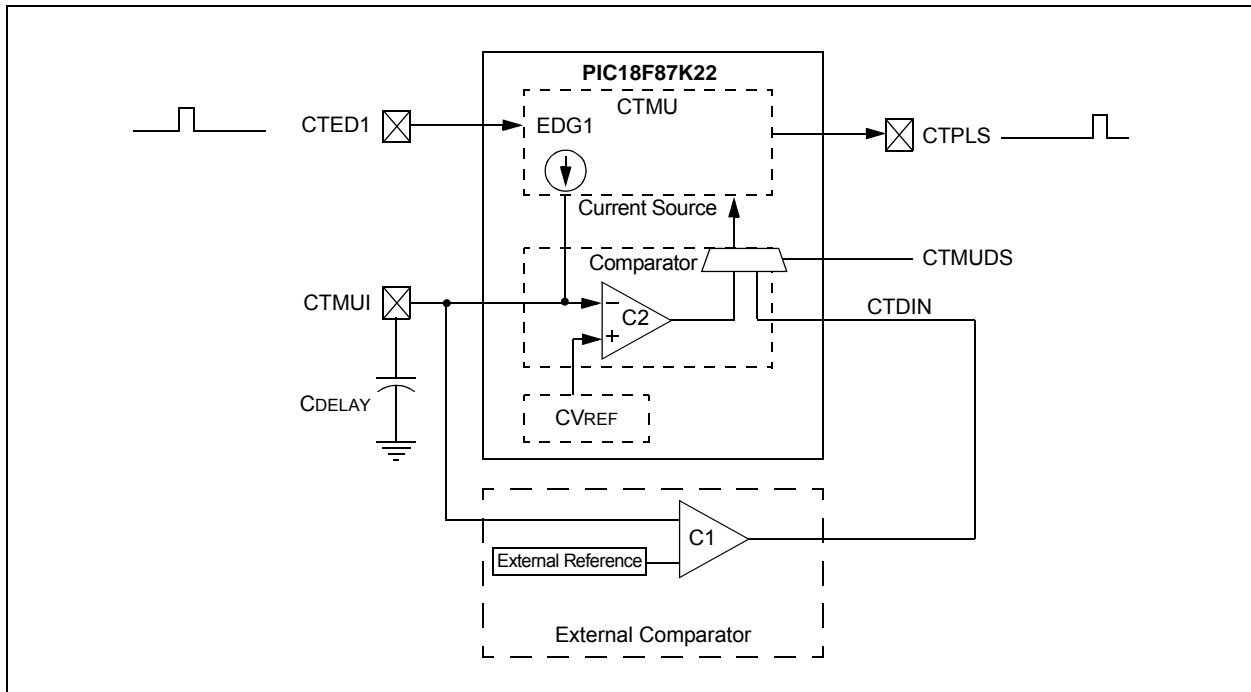 PIC18F87K22
CTMU
CTED1
EDG1
CTPLS
Current Source
Comparator
CTMUDS
CTMUI
−
C2
CTDIN
+
CDELAY
CVREF
C1
External Reference
External Comparator